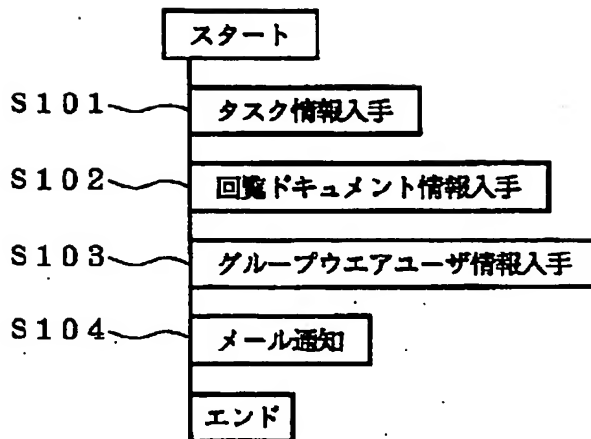 スタート
S101 タスク情報入手
S102 回覧ドキュメント情報入手
S103 グループウエアユーザ情報入手
S104 メール通知
エンド